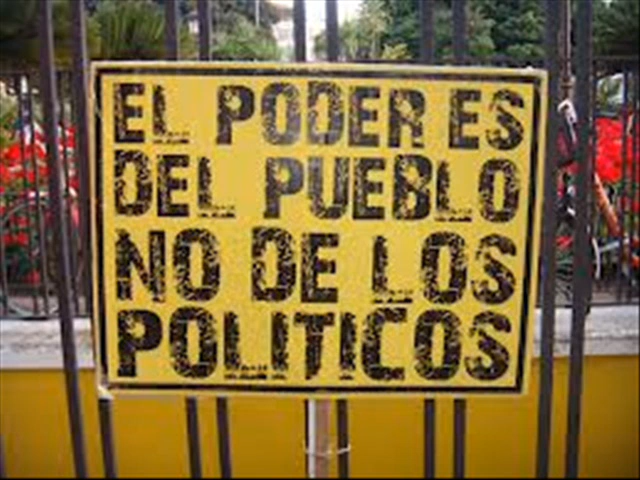 EL PODER ES
DEL PUEBLO
NO DE LOS
POLITICOS